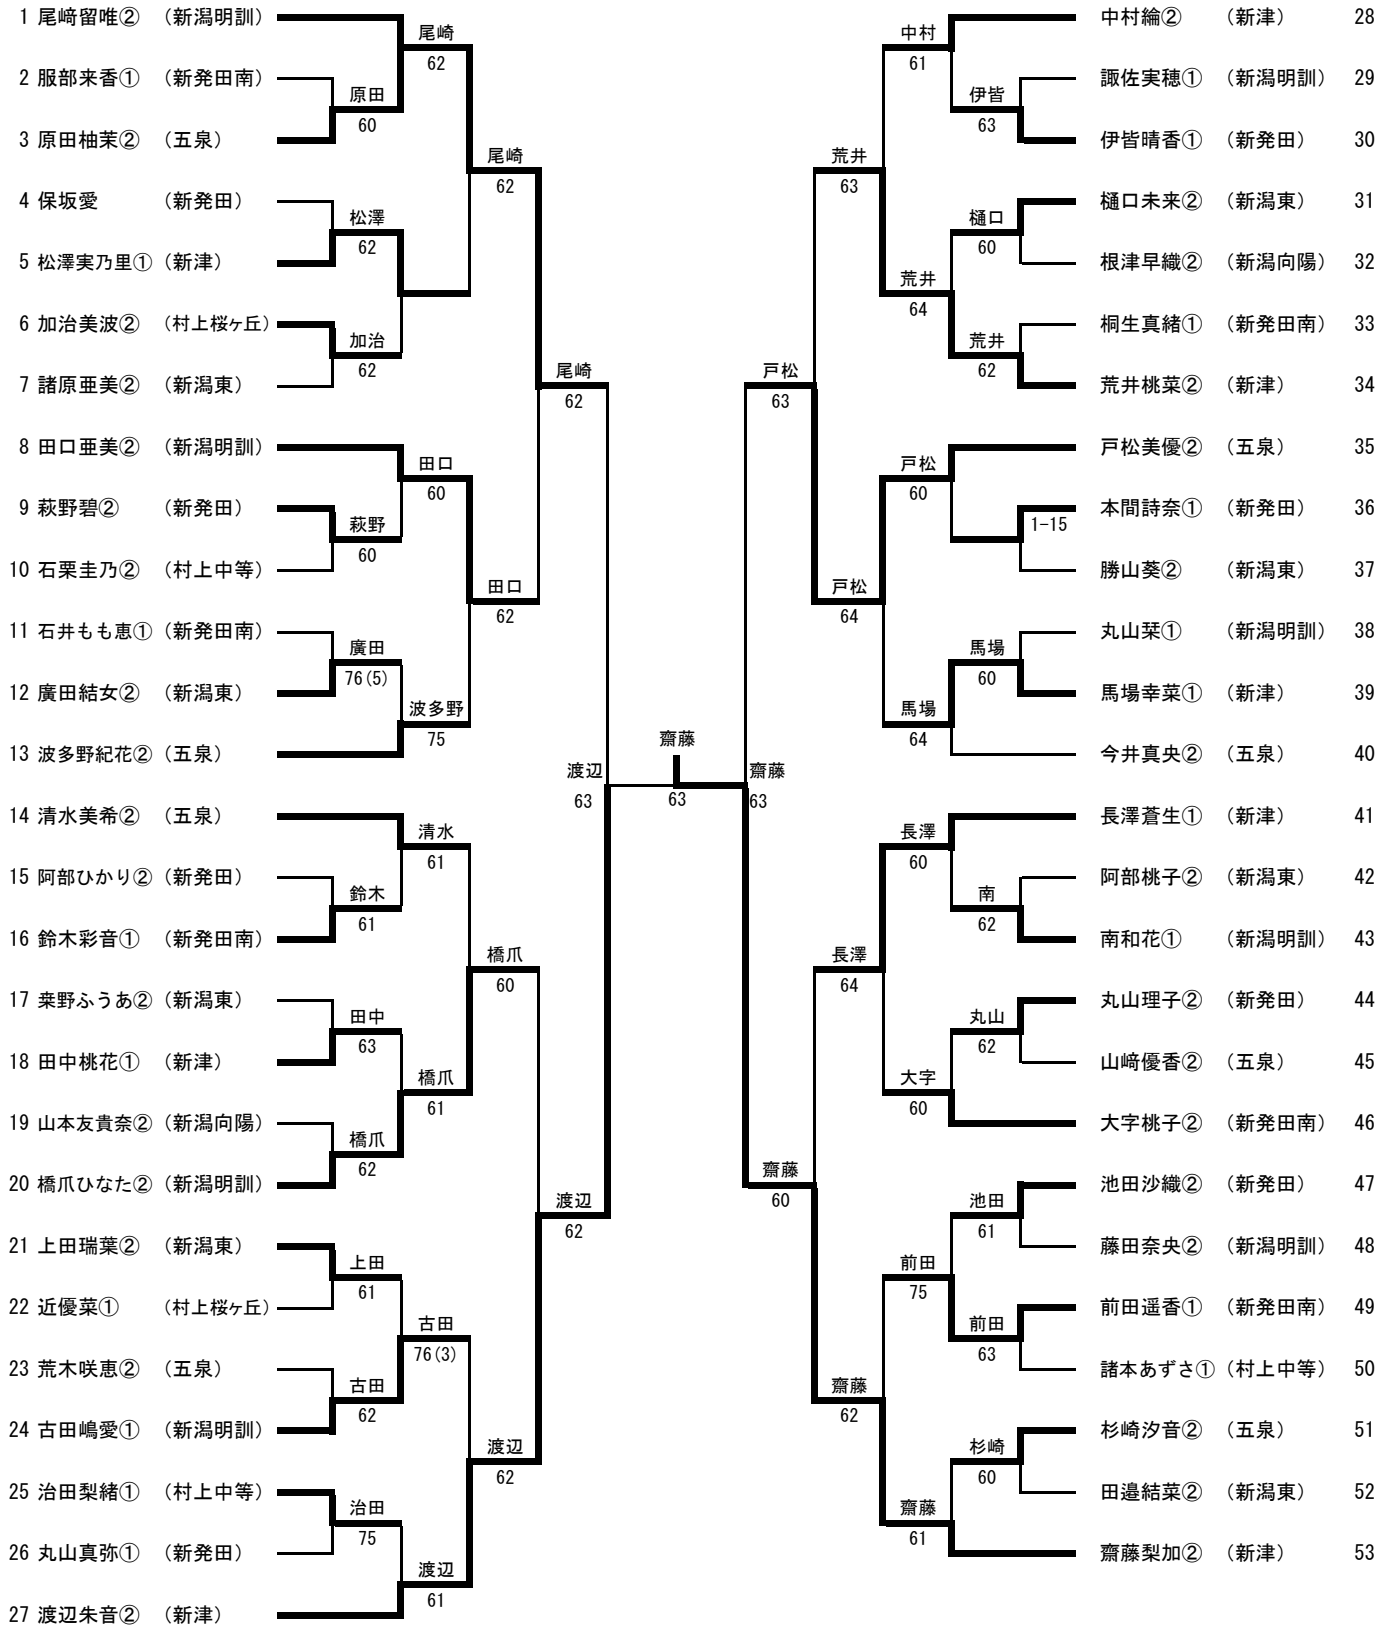 1 尾﨑留唯② （新潟明訓）
2 服部来香① （新発田南）
3 原田柚茉② （五泉）
4 保坂愛 （新発田）
5 松澤実乃里① （新津）
6 加治美波② （村上桜ヶ丘）
7 諸原亜美② （新潟東）
8 田口亜美② （新潟明訓）
9 萩野碧② （新発田）
10 石栗圭乃② （村上中等）
11 石井もも恵① （新発田南）
12 廣田結女② （新潟東）
13 波多野紀花② （五泉）
14 清水美希② （五泉）
15 阿部ひかり② （新発田）
16 鈴木彩音① （新発田南）
17 桒野ふうあ② （新潟東）
18 田中桃花① （新津）
19 山本友貴奈② （新潟向陽）
20 橋爪ひなた② （新潟明訓）
21 上田瑞葉② （新潟東）
22 近優菜① （村上桜ヶ丘）
23 荒木咲恵② （五泉）
24 古田嶋愛① （新潟明訓）
25 治田梨緒① （村上中等）
26 丸山真弥① （新発田）
27 渡辺朱音② （新津）
原田
60
松澤
62
加治
62
萩野
60
廣田
76(5)
鈴木
61
田中
63
橋爪
62
上田
61
古田
62
治田
75
尾崎
62
田口
60
波多野
75
清水
61
橋爪
61
古田
76(3)
渡辺
61
尾崎
62
田口
62
橋爪
60
渡辺
62
尾崎
62
渡辺
62
渡辺
63
齋藤
63
齋藤
63
戸松
63
齋藤
60
荒井
63
戸松
64
長澤
64
齋藤
62
中村
61
荒井
64
戸松
60
馬場
64
長澤
60
大字
60
前田
75
齋藤
61
伊皆
63
樋口
60
荒井
62
1-15
馬場
60
南
62
丸山
62
池田
61
前田
63
杉崎
60
中村綸② （新津） 28
諏佐実穂① （新潟明訓） 29
伊皆晴香① （新発田） 30
樋口未来② （新潟東） 31
根津早織② （新潟向陽） 32
桐生真緒① （新発田南） 33
荒井桃菜② （新津） 34
戸松美優② （五泉） 35
本間詩奈① （新発田） 36
勝山葵② （新潟東） 37
丸山栞① （新潟明訓） 38
馬場幸菜① （新津） 39
今井真央② （五泉） 40
長澤蒼生① （新津） 41
阿部桃子② （新潟東） 42
南和花① （新潟明訓） 43
丸山理子② （新発田） 44
山﨑優香② （五泉） 45
大字桃子② （新発田南） 46
池田沙織② （新発田） 47
藤田奈央② （新潟明訓） 48
前田遥香① （新発田南） 49
諸本あずさ① （村上中等） 50
杉崎汐音② （五泉） 51
田邉結菜② （新潟東） 52
齋藤梨加② （新津） 53